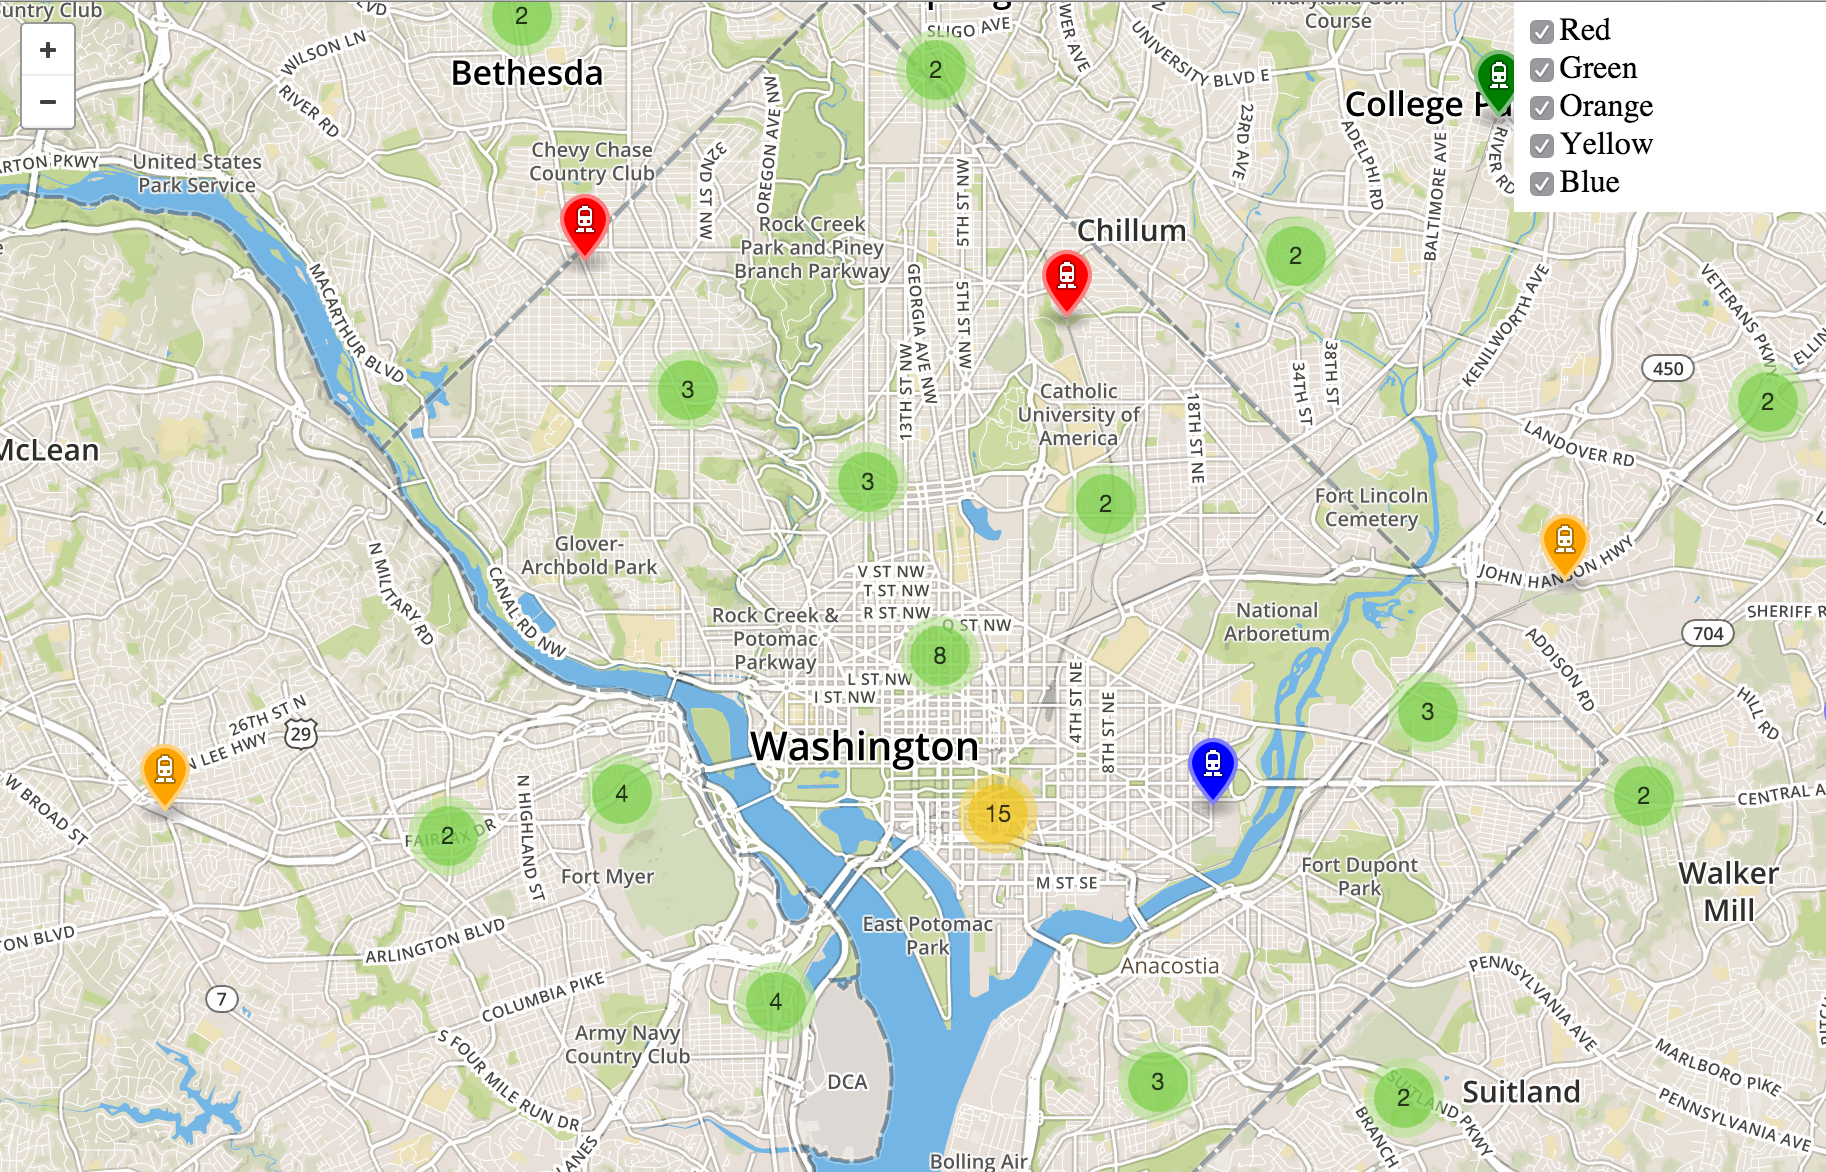 untry Club
LVD
2
SLIGO AVE
2
Course
UNIVERSITY BLVD E
+
−
WILSON LN
Bethesda
RIVER RD
OREGON AVE NW
23RD AVE
ADELPHI RD
College Pa
RIVER RD
BALTIMORE AVE
Red
Green
Orange
Yellow
Blue
ARTON PKWY
United States
Park Service
Chevy Chase
Country Club
32ND ST NW
5TH ST NW
Rock Creek
Park and Piney
Branch Parkway
Chillum
2
MACARTHUR BLVD
GEORGIA AVE NW
5TH ST NW
13TH ST NW
KENILWORTH AVE
VETERANS PKWY
ELLIN
38TH ST
34TH ST
450
2
3
Catholic
University of
America
18TH ST NE
LANDOVER RD
McLean
3
2
Fort Lincoln
Cemetery
Glover-
Archbold Park
N MILITARY RD
CANAL RD NW
V ST NW
T ST NW
R ST NW
Q ST NW
JOHN HANSON HWY
Rock Creek &
Potomac
Parkway
8
National
Arboretum
SHERIFF R
704
ADDISON RD
L ST NW
I ST NW
4TH ST NE
8TH ST NE
3
HILL RD
26TH ST N
N LEE HWY
29
Washington
W BROAD ST
N HIGHLAND ST
4
15
2
CENTRAL A
2
FAIRFAX DR
Fort Myer
M ST SE
Fort Dupont
Park
Walker
Mill
TON BLVD
ARLINGTON BLVD
East Potomac
Park
Anacostia
PENNSYLVANIA AVE
7
COLUMBIA PIKE
4
S FOUR MILE RUN DR
Army Navy
Country Club
DCA
3
2
SUITLAND PKWY
Suitland
MARLBORO PIKE
PENNSYLVANIA AVE
BRANCH
LANES
Bolling Air